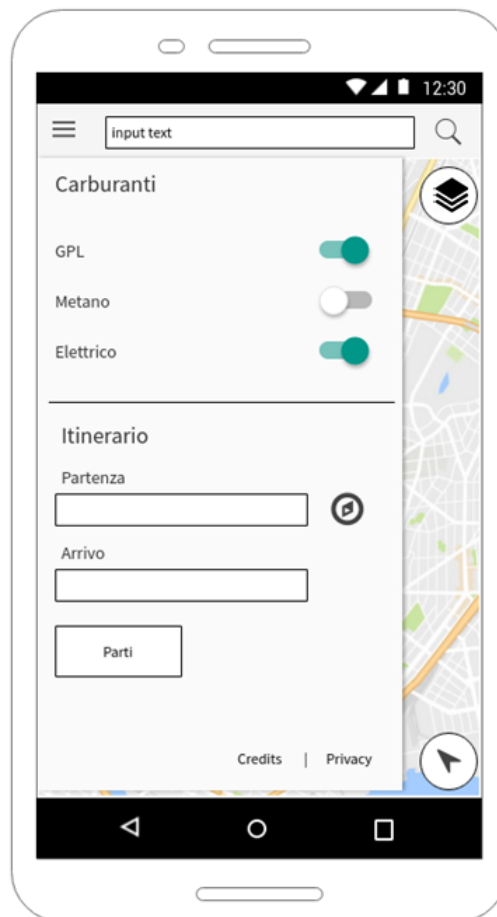 12:30
input text
Carburanti
GPL
Metano
Elettrico
Itinerario
Partenza
Arrivo
Parti
Credits | Privacy